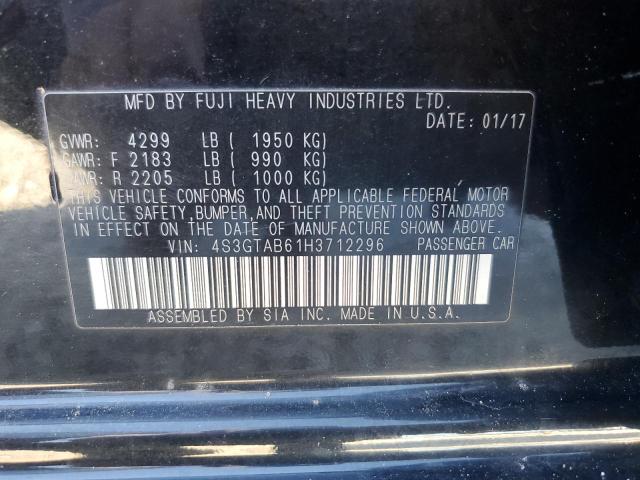 MFD BY FUJI HEAVY INDUSTRIES LTD.
DATE: 01/17
GVWR: 4299 LB ( 1950 KG)
GAWR: F 2183 LB ( 990 KG)
GAWR: R 2205 LB ( 1000 KG)
THIS VEHICLE CONFORMS TO ALL APPLICABLE FEDERAL MOTOR
VEHICLE SAFETY, BUMPER, AND THEFT PREVENTION STANDARDS
IN EFFECT ON THE DATE OF MANUFACTURE SHOWN ABOVE.
VIN: 4S3GTAB61H3712296 PASSENGER CAR
ASSEMBLED BY SIA INC. MADE IN U.S.A.